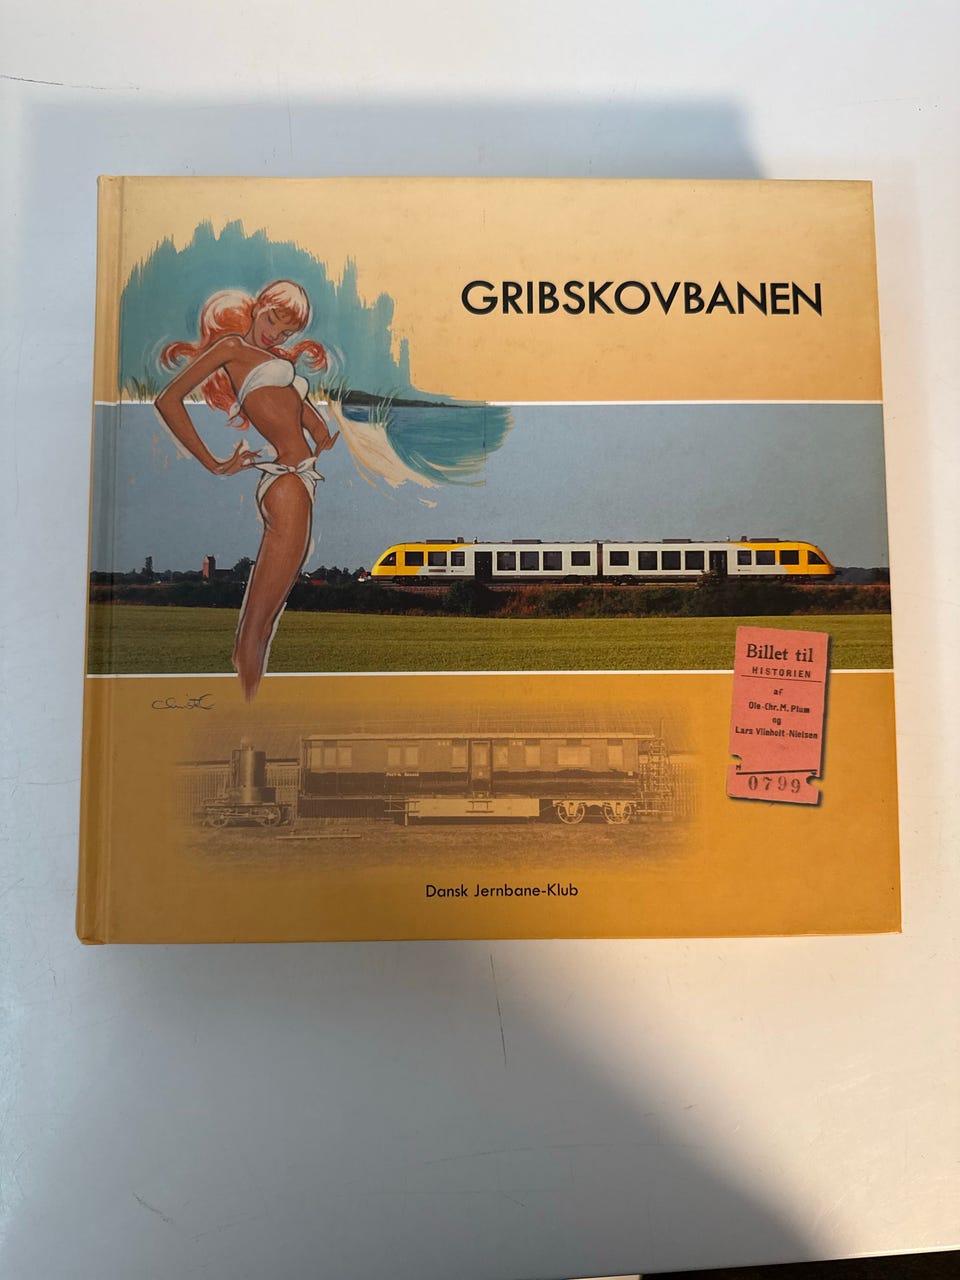 GRIBSKOVBANEN
Billet til
HISTORIEN
af
Ole-Chr. M. Plum
og
Lars Viinholt-Nielsen
0799
Dansk Jernbane-Klub